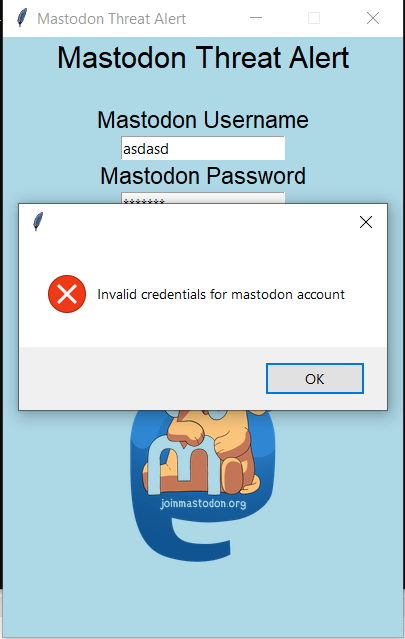 Mastodon Threat Alert
Mastodon Threat Alert
Mastodon Username
asdasd
Mastodon Password
*******
Invalid credentials for mastodon account
OK
joinmastodon.org